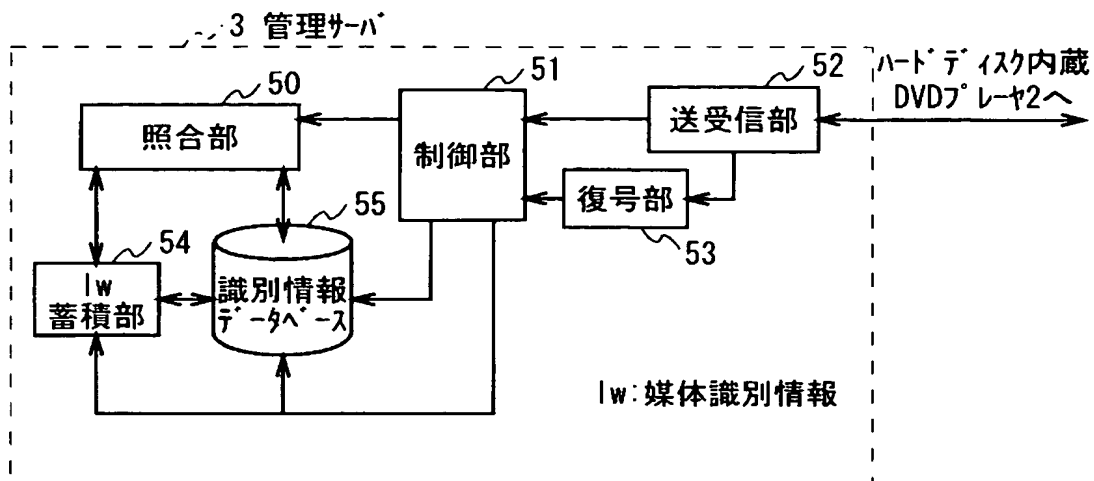 3 管理サーバ
ハードディスク内蔵
DVDプレーヤ2へ
50
51
52
照合部
制御部
送受信部
復号部
53
54
55
Iw
蓄積部
識別情報
データベース
Iw:媒体識別情報